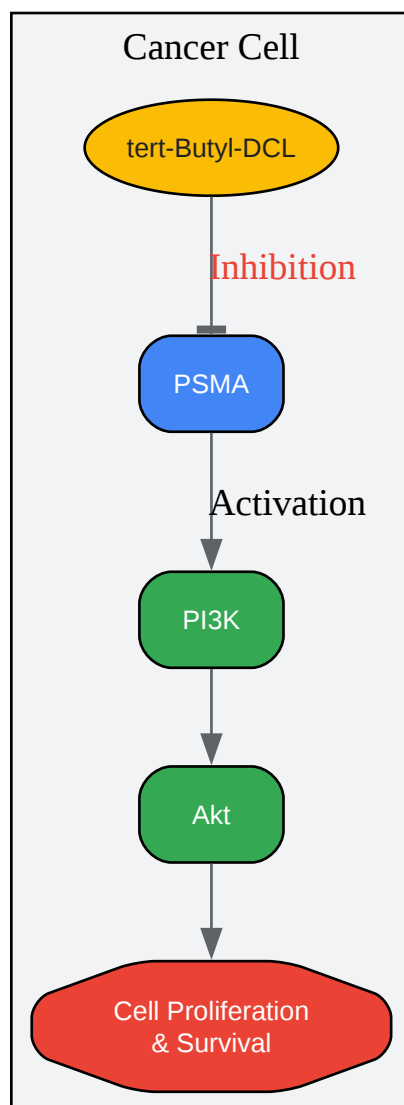 Cancer Cell
tert-Butyl-DCL
Inhibition
PSMA
Activation
PI3K
Akt
Cell Proliferation
& Survival